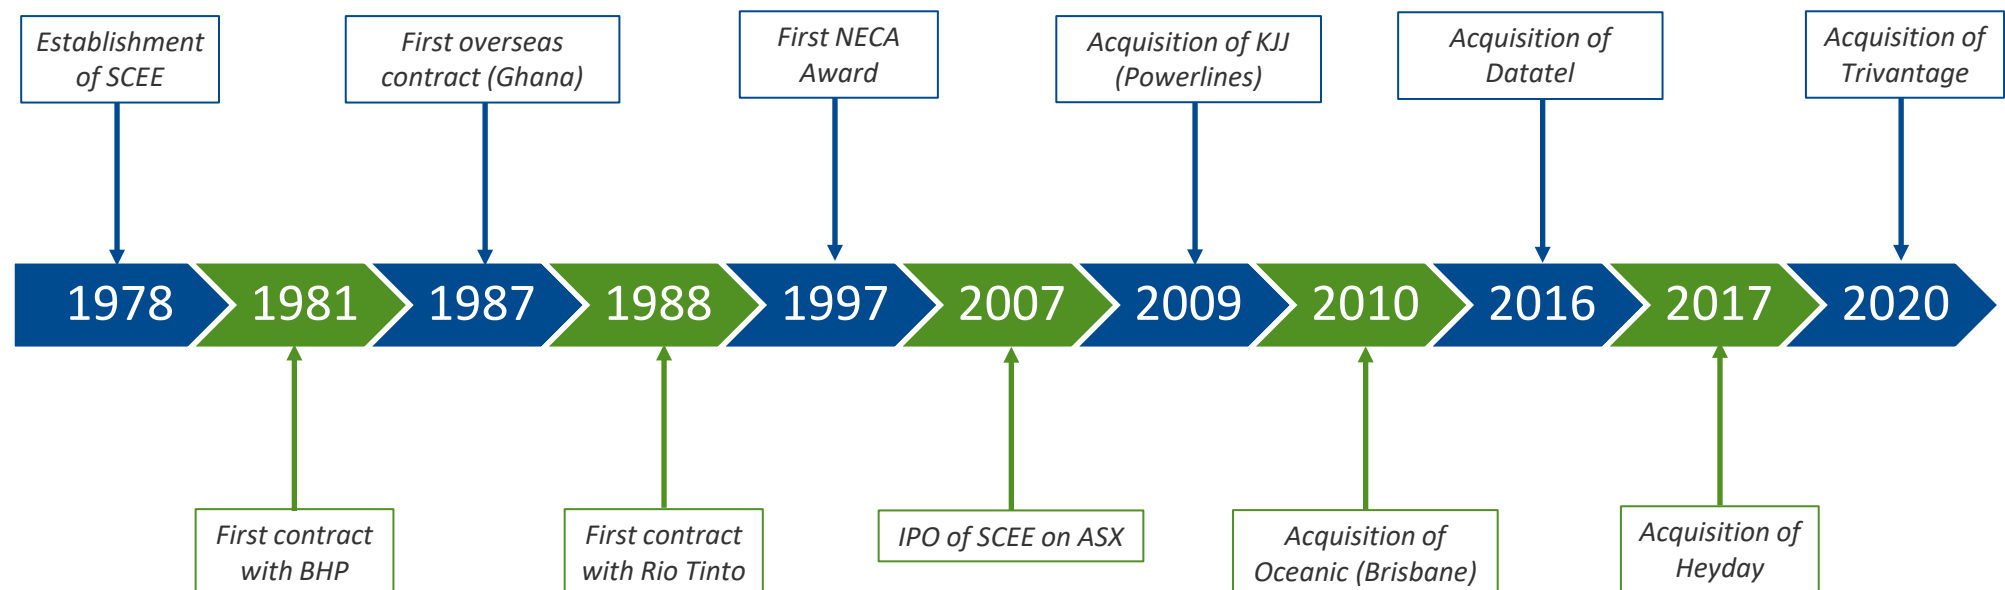 Establishment
of SCEE
First overseas
contract (Ghana)
First NECA
Award
Acquisition of KJJ
(Powerlines)
Acquisition of
Datatel
Acquisition of
Trivantage
1978
1981
1987
1988
1997
2007
2009
2010
2016
2017
2020
First contract
with BHP
First contract
with Rio Tinto
IPO of SCEE on ASX
Acquisition of
Oceanic (Brisbane)
Acquisition of
Heyday